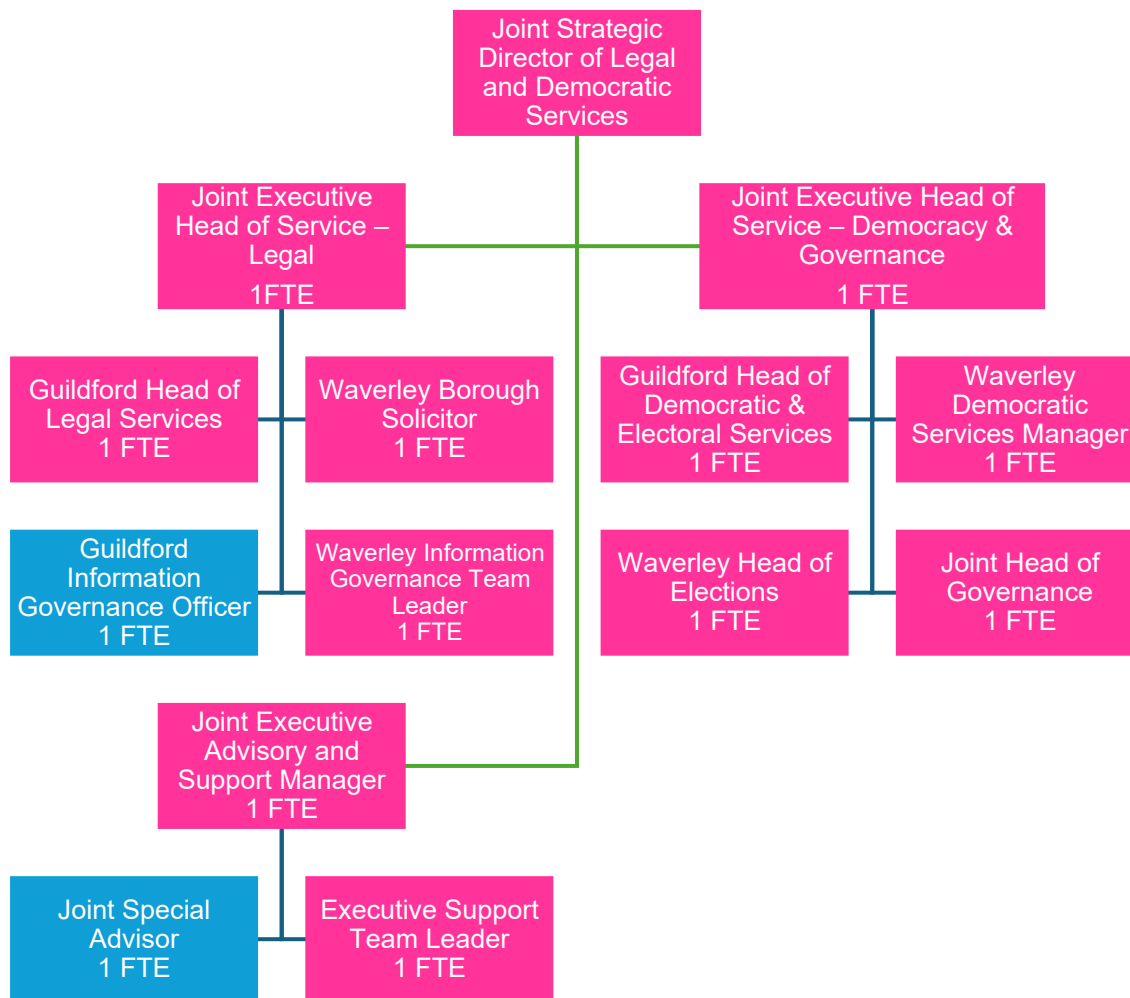 Joint Strategic
Director of Legal
and Democratic
Services
Joint Executive
Head of Service –
Legal
1FTE
Joint Executive Head of
Service – Democracy &
Governance
1 FTE
Guildford Head of
Legal Services
1 FTE
Waverley Borough
Solicitor
1 FTE
Guildford Head of
Democratic &
Electoral Services
1 FTE
Waverley
Democratic
Services Manager
1 FTE
Guildford
Information
Governance Officer
1 FTE
Waverley Information
Governance Team
Leader
1 FTE
Waverley Head of
Elections
1 FTE
Joint Head of
Governance
1 FTE
Joint Executive
Advisory and
Support Manager
1 FTE
Joint Special
Advisor
1 FTE
Executive Support
Team Leader
1 FTE